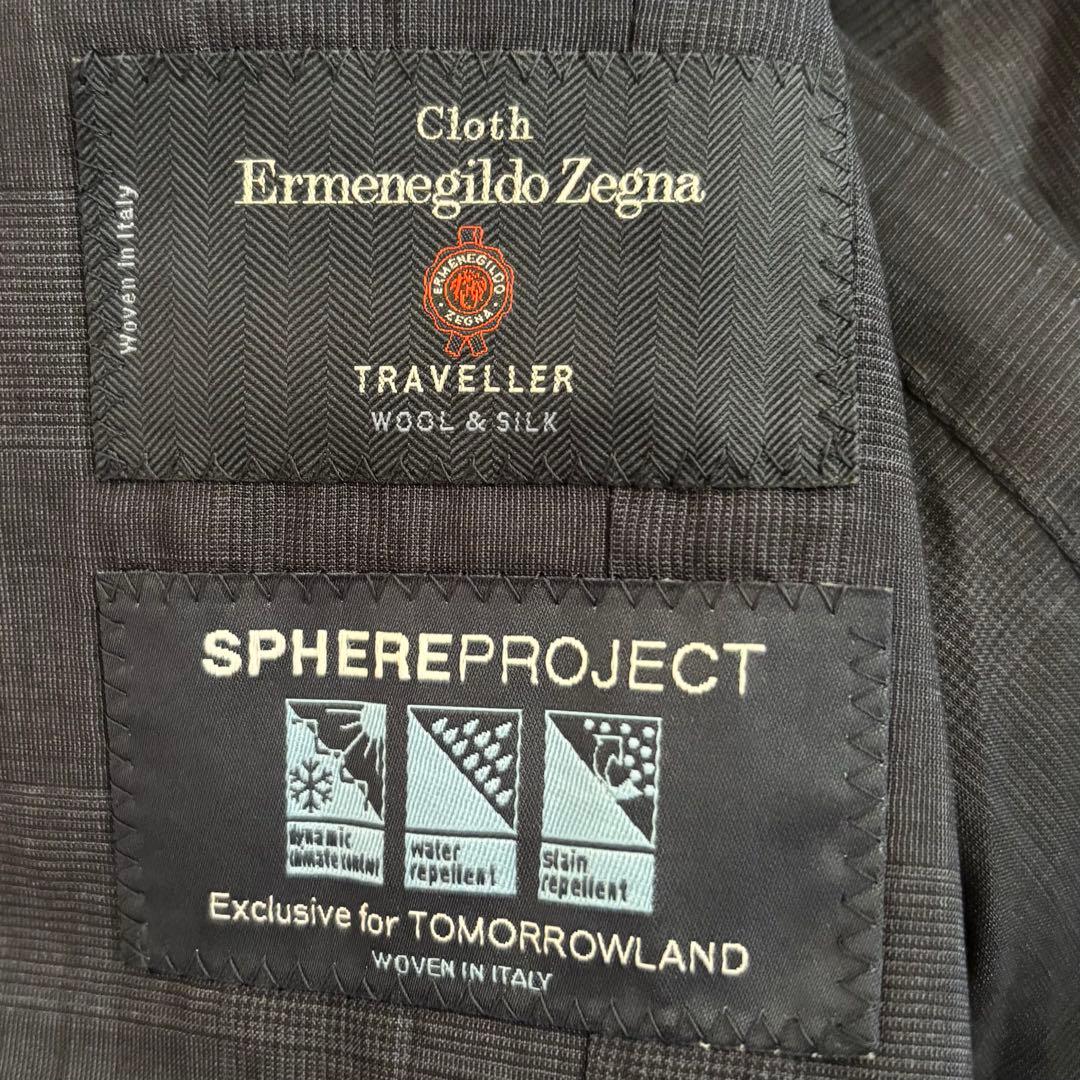 Cloth
Ermenegildo Zegna
Woven in Italy
ERMENEGILDO
ZEGNA
TRAVELLER
WOOL & SILK
SPHEREPROJECT
dynamic
climate control
water
repellent
stain
repellent
Exclusive for TOMORROWLAND
WOVEN IN ITALY